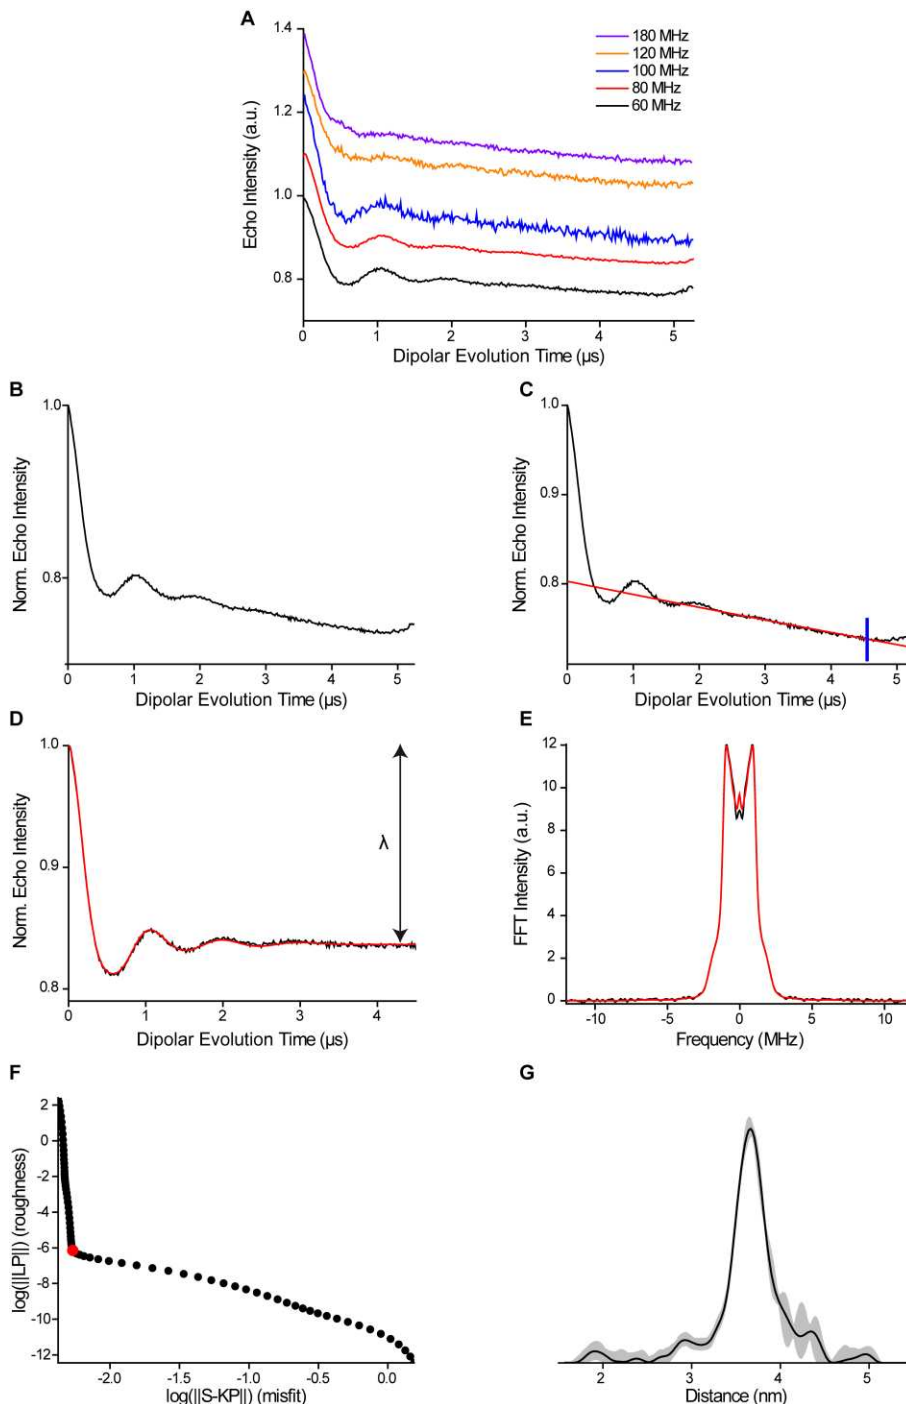 A
1.4
1.2
1.0
0.8
Echo Intensity (a.u.)
180 MHz
120 MHz
100 MHz
80 MHz
60 MHz
0 1 2 3 4 5
Dipolar Evolution Time (µs)
B
1.0
0.8
Norm. Echo Intensity
0 1 2 3 4 5
Dipolar Evolution Time (µs)
C
1.0
0.9
0.8
Norm. Echo Intensity
0 1 2 3 4 5
Dipolar Evolution Time (µs)
D
1.0
0.9
0.8
Norm. Echo Intensity
λ
0 1 2 3 4
Dipolar Evolution Time (µs)
E
12
10
8
6
4
2
0
FFT Intensity (a.u.)
-10 -5 0 5 10
Frequency (MHz)
F
2
0
-2
-4
-6
-8
-10
-12
log(||LP||) (roughness)
-2.0 -1.5 -1.0 -0.5 0.0
log(||S-KP||) (misfit)
G
2 3 4 5
Distance (nm)